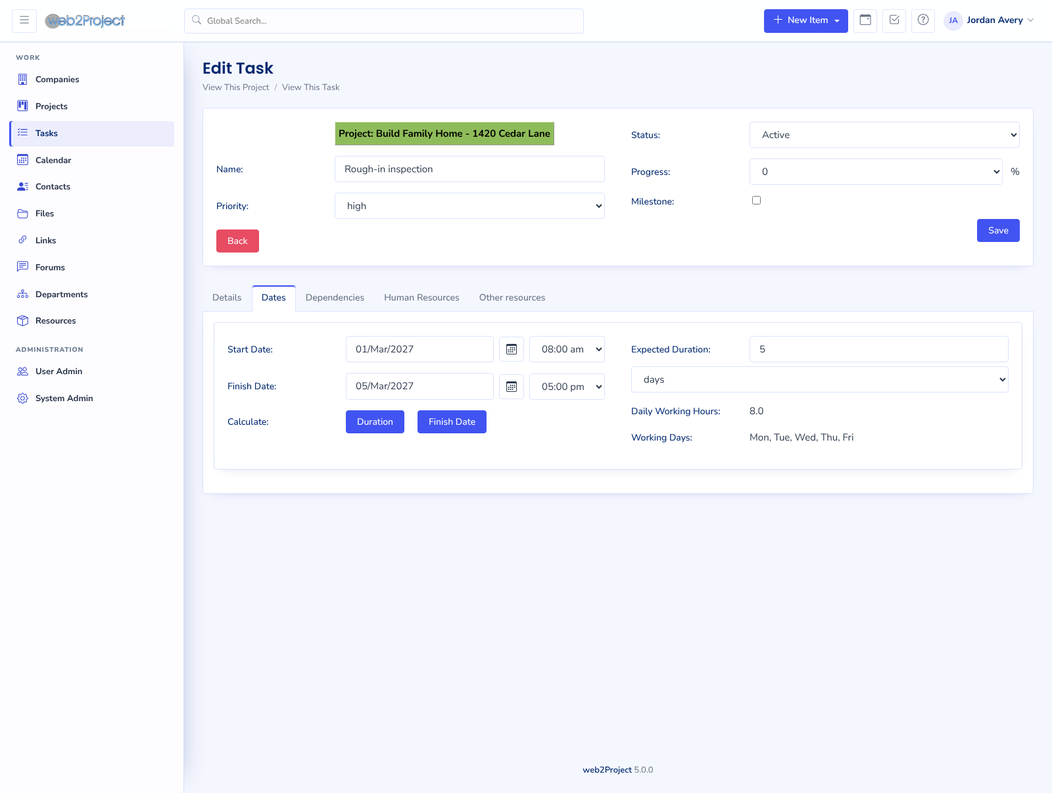 web2Project
Global Search...
New Item
JA
Jordan Avery
WORK
Companies
Projects
Tasks
Calendar
Contacts
Files
Links
Forums
Departments
Resources
ADMINISTRATION
User Admin
System Admin
Edit Task
View This Project / View This Task
Project: Build Family Home - 1420 Cedar Lane
Name: Rough-in inspection
Priority: high
Back
Status: Active
Progress: 0 %
Milestone:
Save
Details Dates Dependencies Human Resources Other resources
Start Date: 01/Mar/2027 08:00 am
Finish Date: 05/Mar/2027 05:00 pm
Calculate: Duration Finish Date
Expected Duration: 5
days
Daily Working Hours: 8.0
Working Days: Mon, Tue, Wed, Thu, Fri
web2Project 5.0.0